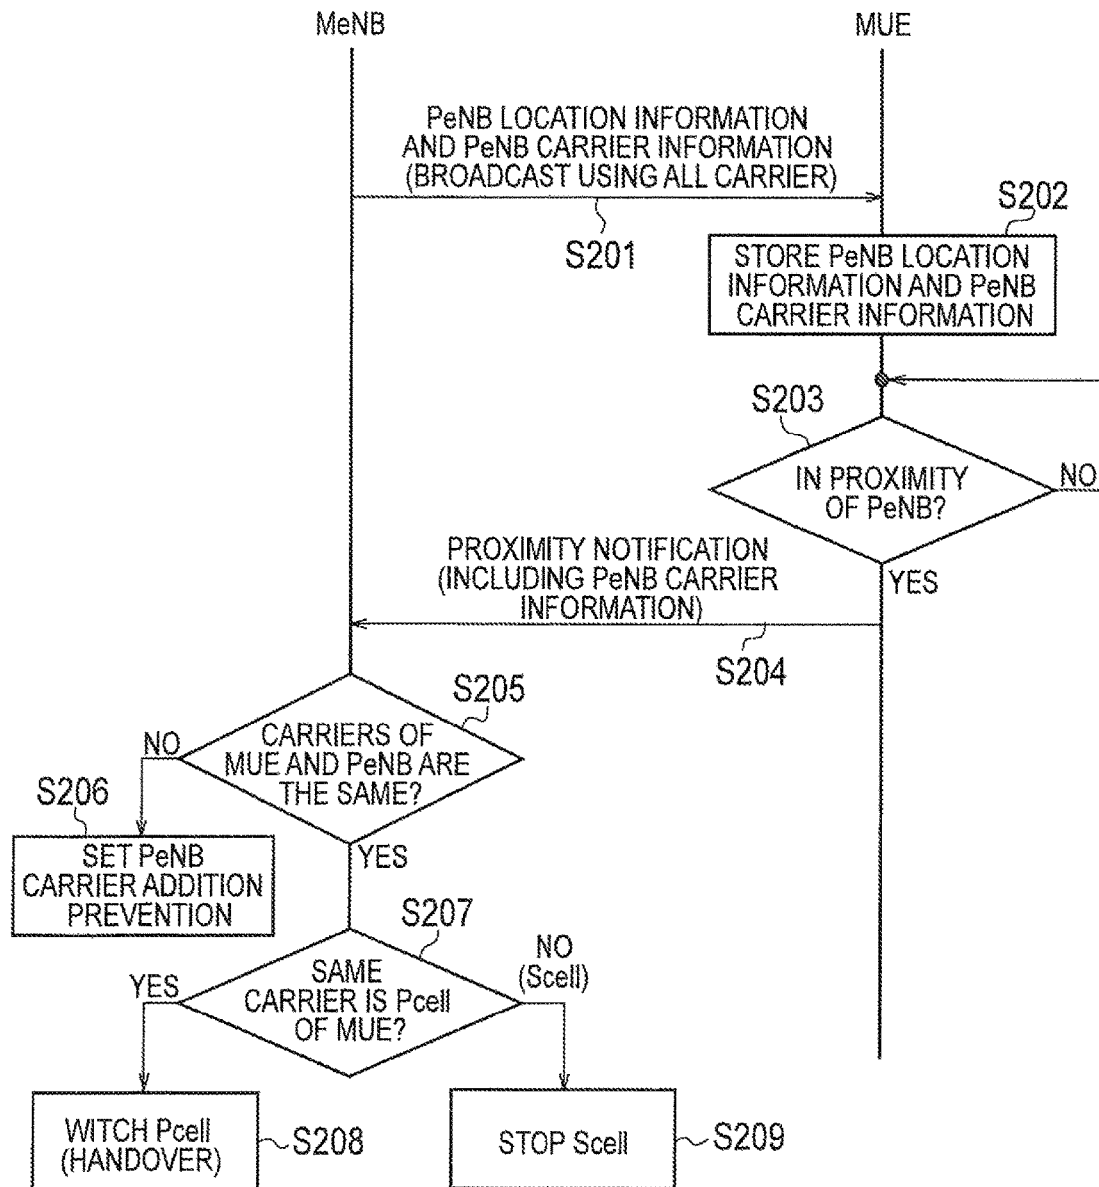 MeNB
MUE
PeNB LOCATION INFORMATION
AND PeNB CARRIER INFORMATION
(BROADCAST USING ALL CARRIER)
S201
S202
STORE PeNB LOCATION
INFORMATION AND PeNB
CARRIER INFORMATION
S203
IN PROXIMITY
OF PeNB?
NO
YES
PROXIMITY NOTIFICATION
(INCLUDING PeNB CARRIER
INFORMATION)
S204
S205
CARRIERS OF
MUE AND PeNB ARE
THE SAME?
NO
YES
S206
SET PeNB
CARRIER ADDITION
PREVENTION
S207
SAME
CARRIER IS Pcell
OF MUE?
YES
NO
(Scell)
WITCH Pcell
(HANDOVER)
S208
STOP Scell
S209